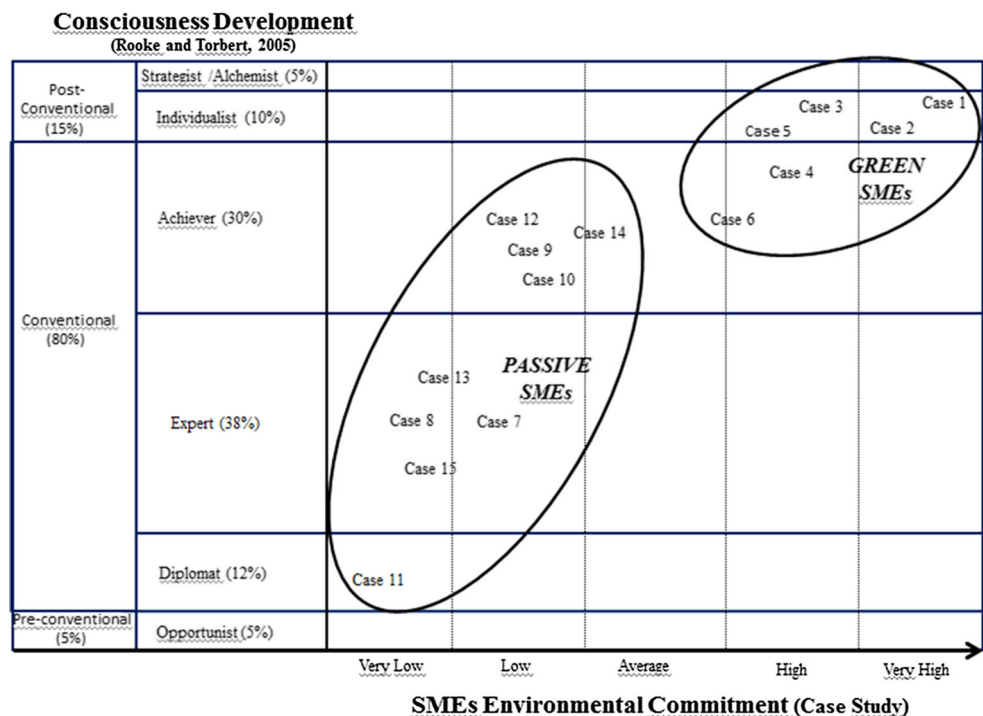 Consciousness Development
(Rooke and Torbert, 2005)
Post-
Conventional
(15%)
Strategist /Alchemist (5%)
Individualist (10%)
Case 3
Case 1
Case 5
Case 2
Conventional
(80%)
Achiever (30%)
Case 4
GREEN
SMEs
Case 6
Case 12
Case 14
Case 9
Case 10
Expert (38%)
PASSIVE
SMEs
Case 13
Case 8
Case 7
Case 15
Diplomat (12%)
Case 11
Pre-conventional
(5%)
Opportunist (5%)
Very Low
Low
Average
High
Very High
SMEs Environmental Commitment (Case Study)